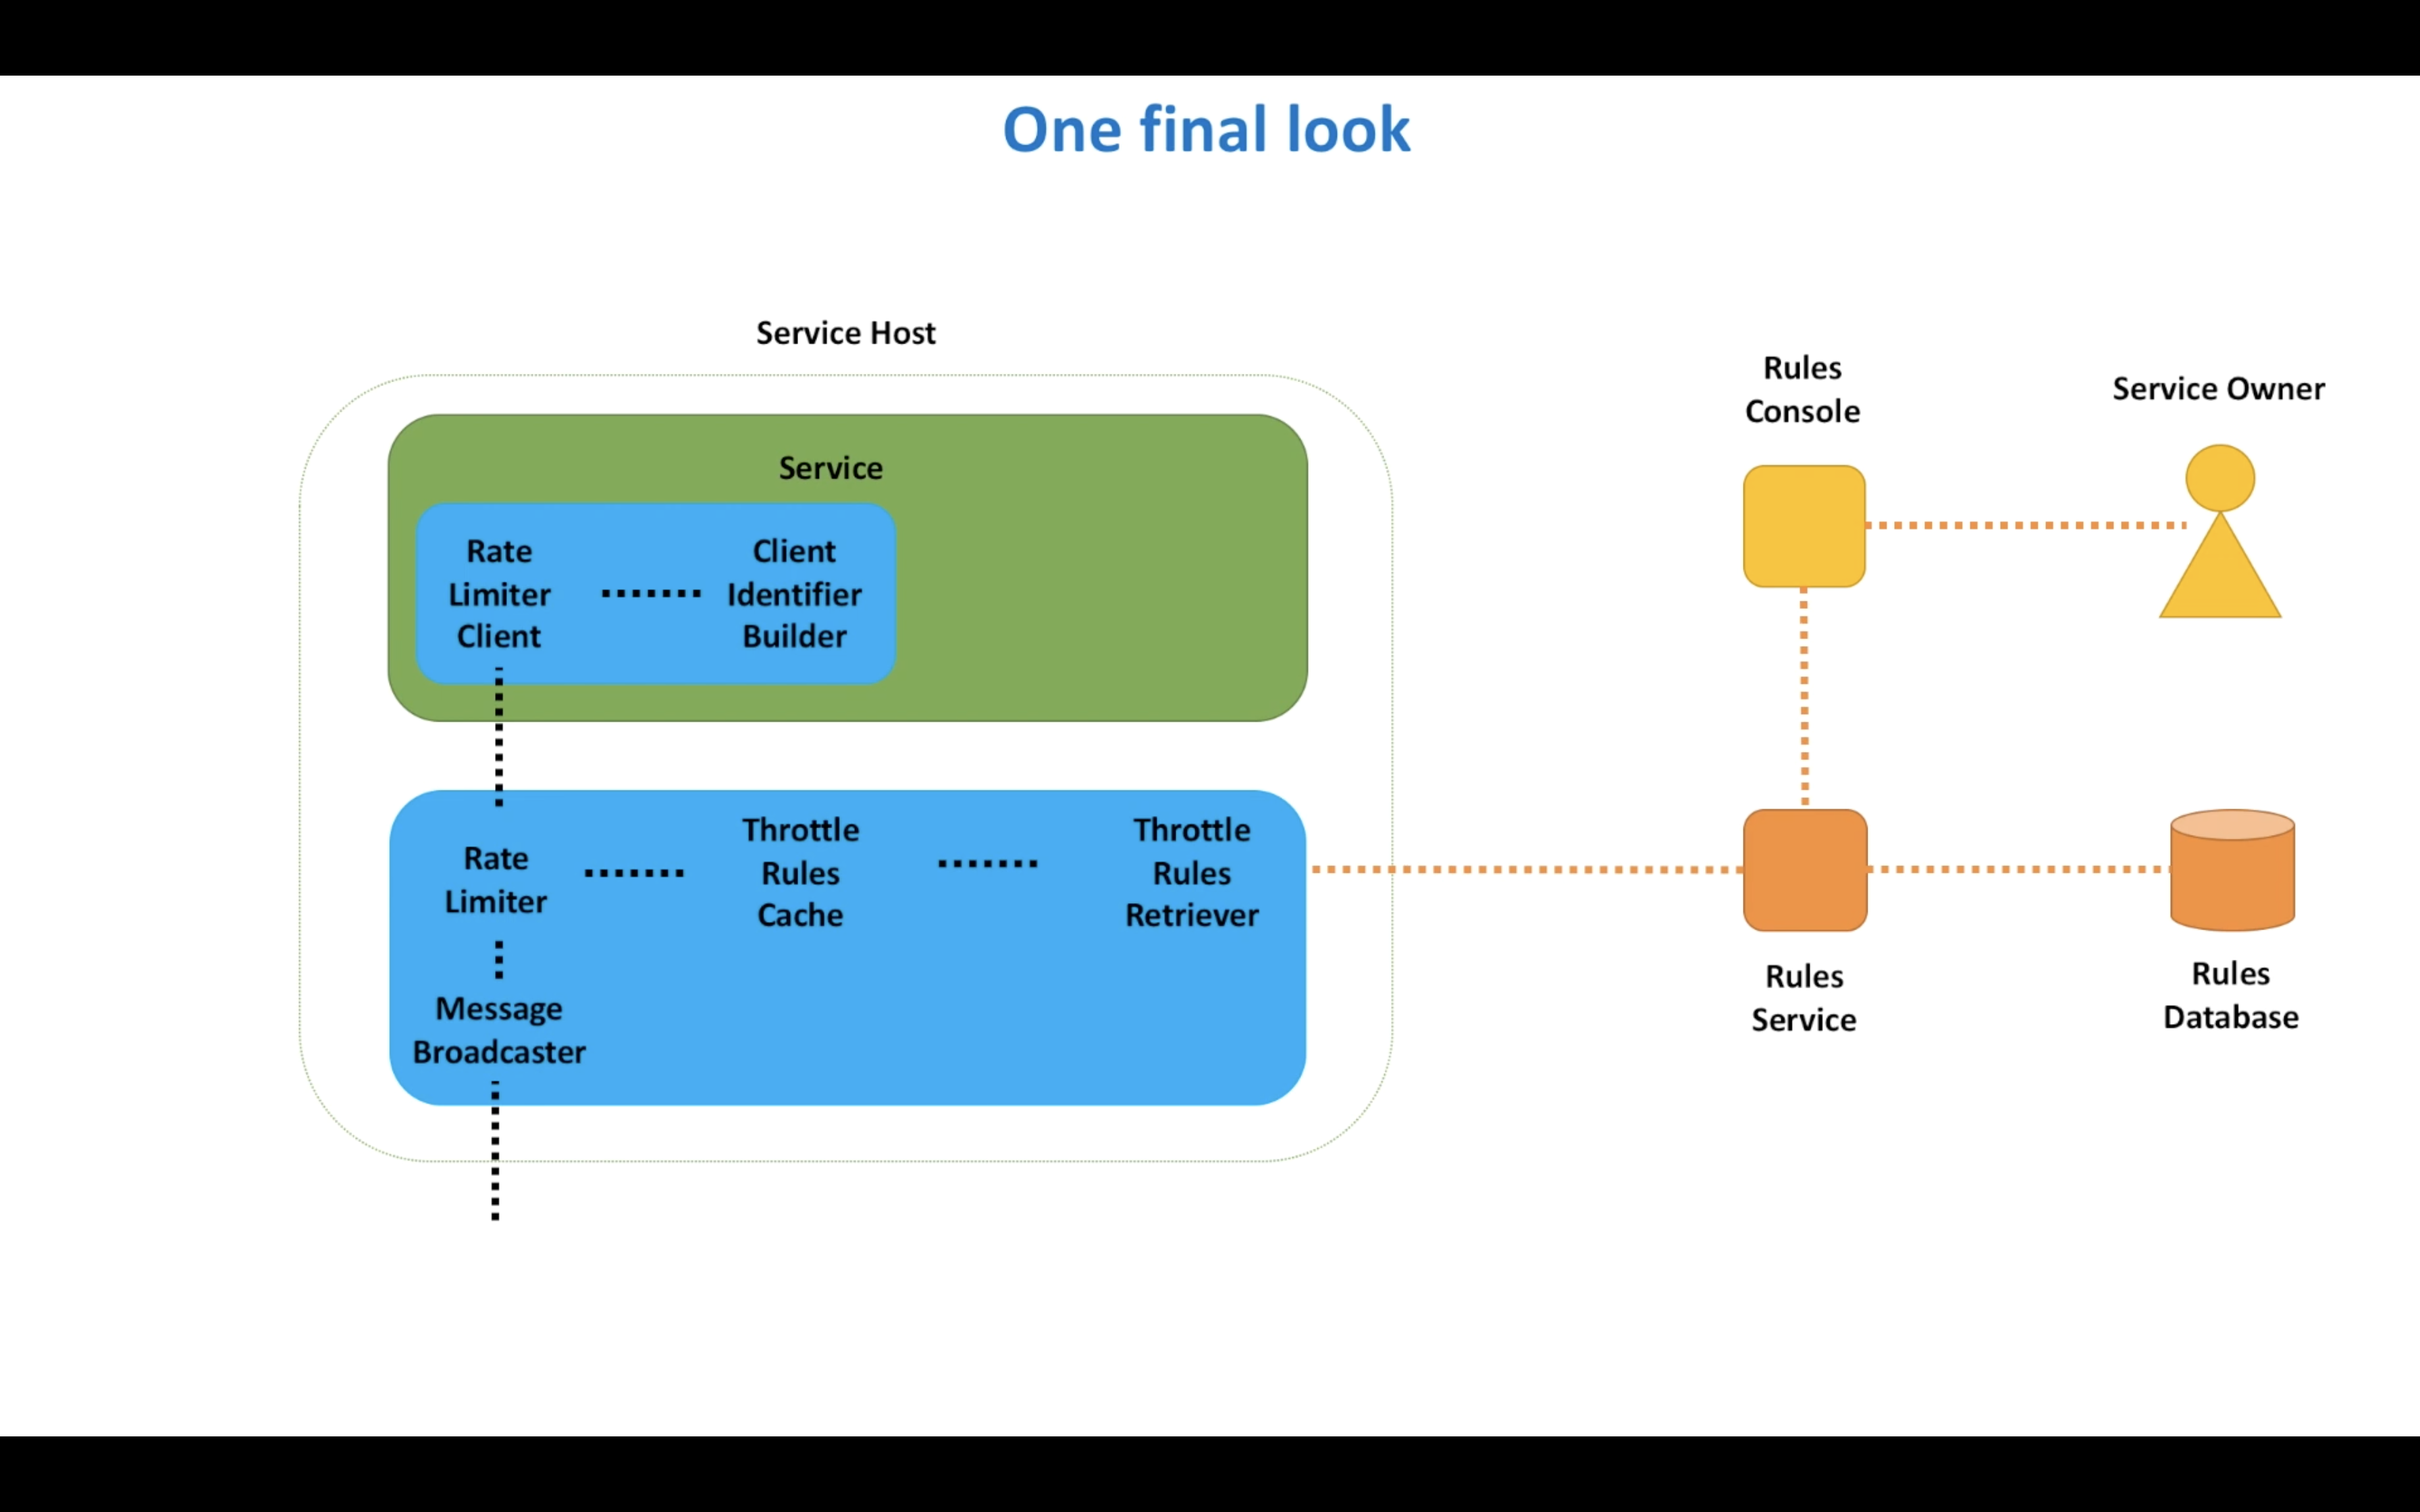 One final look
Service Host
Service
Rate
Limiter
Client
Client
Identifier
Builder
Rate
Limiter
Throttle
Rules
Cache
Throttle
Rules
Retriever
Message
Broadcaster
Rules
Console
Service Owner
Rules
Service
Rules
Database